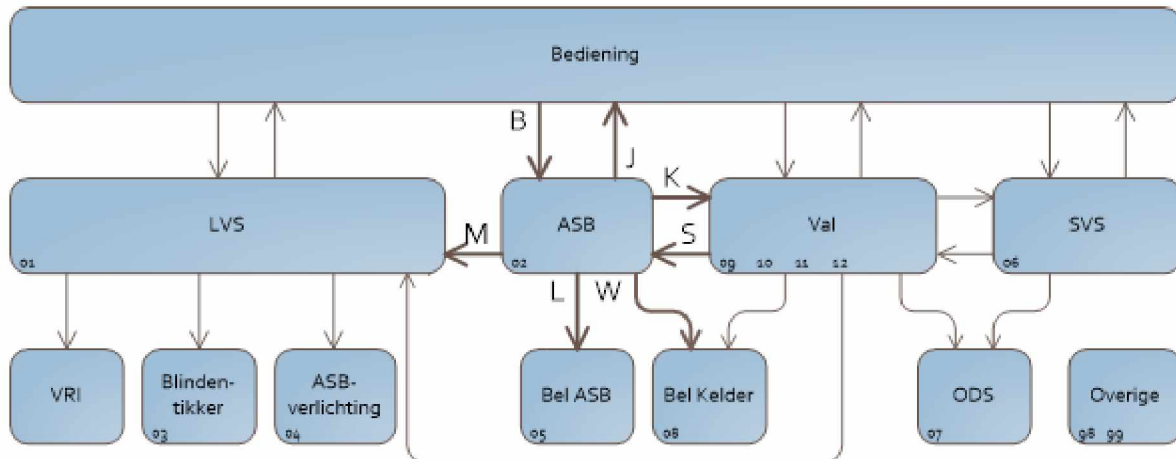 Bediening
B
J
K
LVS
M
ASB
S
Val
SVS
01
02
09 10 11 12
06
L
W
VRI
Blinden-
tikker
03
ASB-
verlichting
04
Bel ASB
05
Bel Kelder
08
ODS
07
Overige
98 99